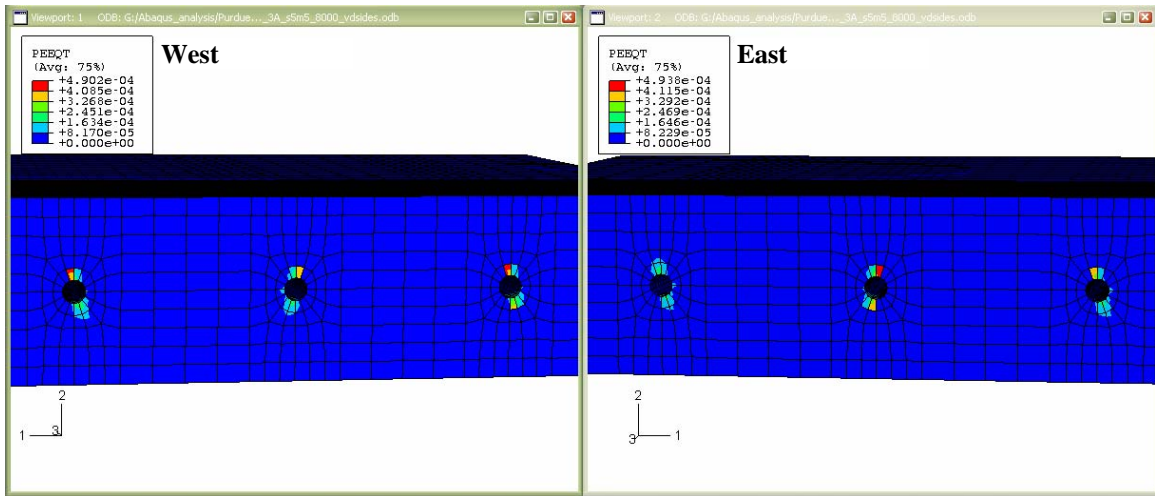 Viewport: 1 ODB: G:/Abaqus_analysis/Purdue..._3A_s5m5_8000_vdsides.odb
PEEQT
(Avg: 75%)
+4.902e-04
+4.085e-04
+3.268e-04
+2.451e-04
+1.634e-04
+8.170e-05
+0.000e+00
West
2
1
3
Viewport: 2 ODB: G:/Abaqus_analysis/Purdue..._3A_s5m5_8000_vdsides.odb
PEEQT
(Avg: 75%)
+4.938e-04
+4.115e-04
+3.292e-04
+2.469e-04
+1.646e-04
+8.229e-05
+0.000e+00
East
2
3
1